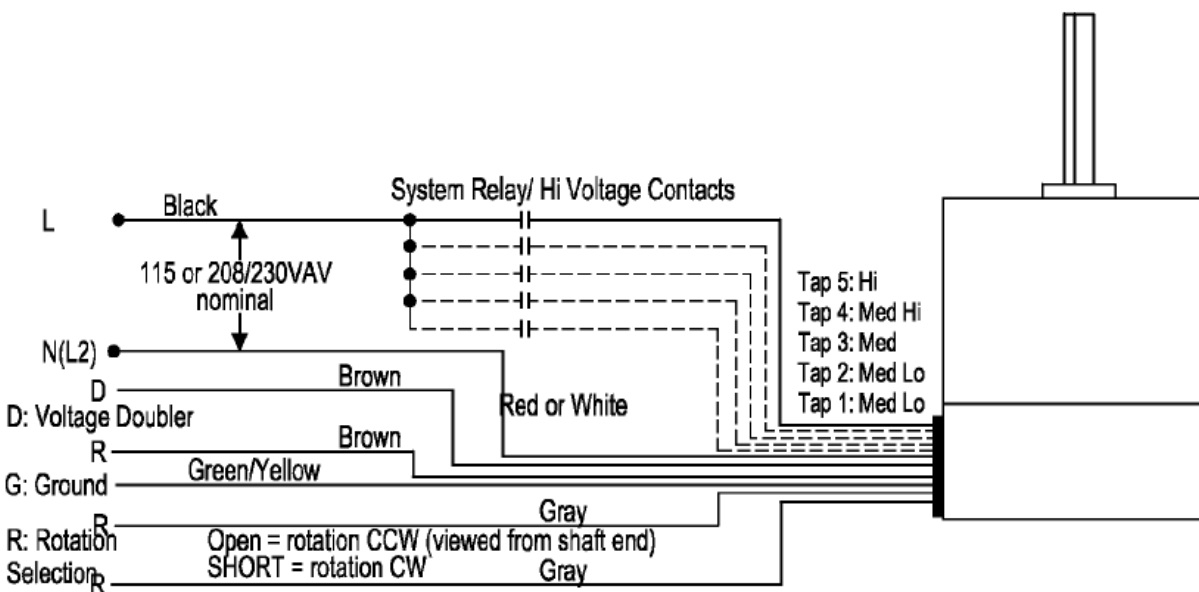 System Relay/ Hi Voltage Contacts
L
Black
115 or 208/230VAV
nominal
Tap 5: Hi
Tap 4: Med Hi
Tap 3: Med
Tap 2: Med Lo
Tap 1: Med Lo
N(L2)
Brown
D
Red or White
D: Voltage Doubler
Brown
R
Green/Yellow
G: Ground
Gray
R
R: Rotation
Open = rotation CCW (viewed from shaft end)
Selection
SHORT = rotation CW
Gray
R